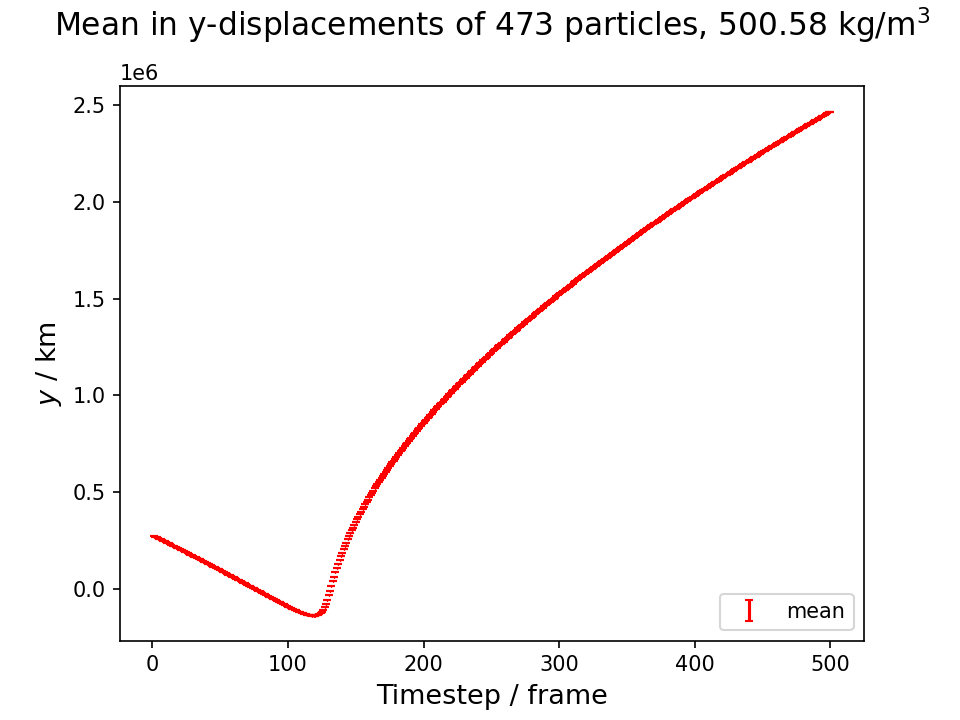 Mean in y-displacements of 473 particles, 500.58 kg/m³
1e6
2.5
2.0
1.5
1.0
0.5
0.0
y / km
0 100 200 300 400 500
Timestep / frame
mean